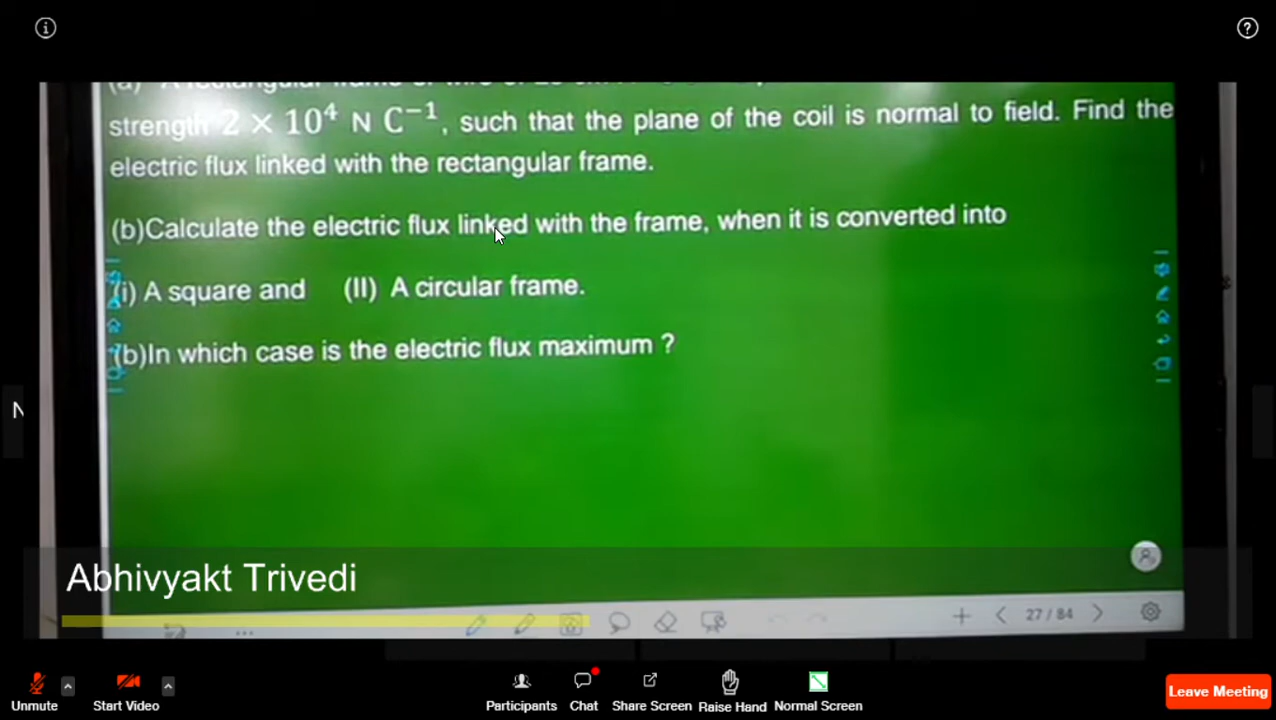 strength 2 × 10⁴ N C⁻¹, such that the plane of the coil is normal to field. Find the
electric flux linked with the rectangular frame.
(b)Calculate the electric flux linked with the frame, when it is converted into
(i) A square and (II) A circular frame.
(b)In which case is the electric flux maximum ?
N
Abhivyakt Trivedi
27 / 84
Unmute
Start Video
Participants
Chat
Share Screen
Raise Hand
Normal Screen
Leave Meeting